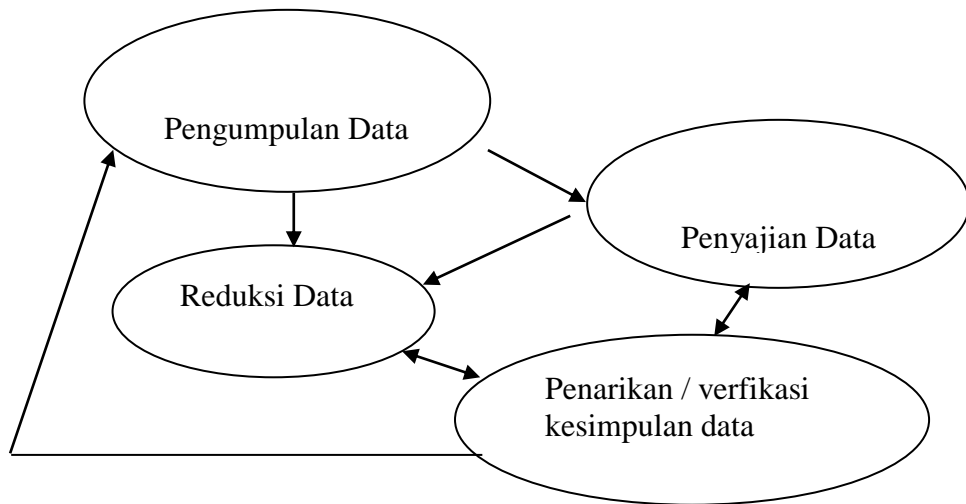 Pengumpulan Data
Penyajian Data
Reduksi Data
Penarikan / verfikasi
kesimpulan data